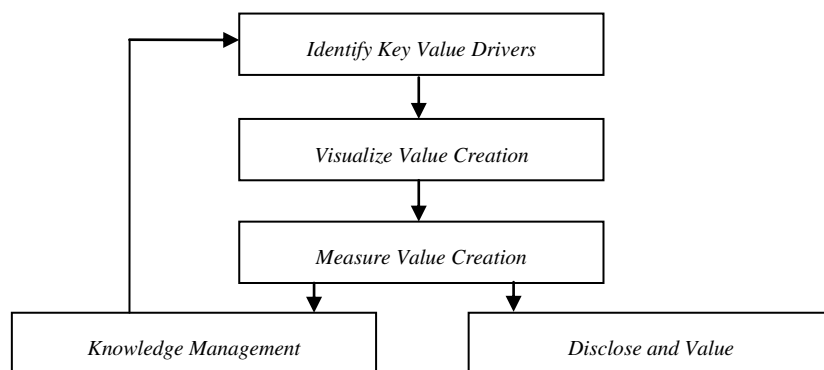 Identify Key Value Drivers
Visualize Value Creation
Measure Value Creation
Knowledge Management
Disclose and Value